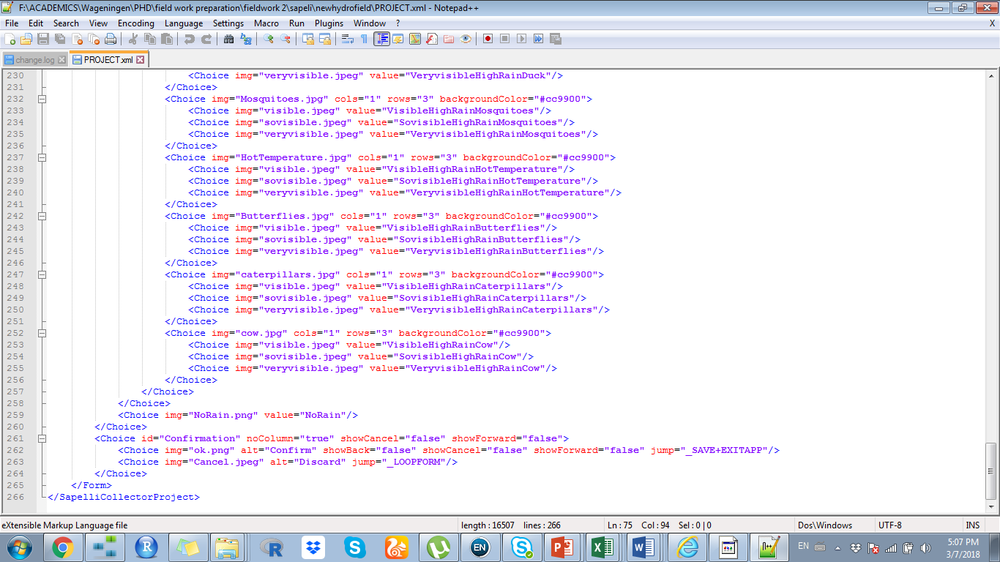 F:\ACADEMICS\Wageningen\PHD\field work preparation\fieldwork 2\sapeli\newhydrofield\PROJECT.xml - Notepad++
File Edit Search View Encoding Language Settings Macro Run Plugins Window ? X
change.log PROJECT.xml
230 <Choice img="veryvisible.jpeg" value="VeryvisibleHighRainDuck"/>
231 </Choice>
232 <Choice img="Mosquitoes.jpg" cols="1" rows="3" backgroundColor="#cc9900">
233 <Choice img="visible.jpeg" value="VisibleHighRainMosquitoes"/>
234 <Choice img="sovisible.jpeg" value="SovisibleHighRainMosquitoes"/>
235 <Choice img="veryvisible.jpeg" value="VeryvisibleHighRainMosquitoes"/>
236 </Choice>
237 <Choice img="HotTemperature.jpg" cols="1" rows="3" backgroundColor="#cc9900">
238 <Choice img="visible.jpeg" value="VisibleHighRainHotTemperature"/>
239 <Choice img="sovisible.jpeg" value="SovisibleHighRainHotTemperature"/>
240 <Choice img="veryvisible.jpeg" value="VeryvisibleHighRainHotTemperature"/>
241 </Choice>
242 <Choice img="Butterflies.jpg" cols="1" rows="3" backgroundColor="#cc9900">
243 <Choice img="visible.jpeg" value="VisibleHighRainButterflies"/>
244 <Choice img="sovisible.jpeg" value="SovisibleHighRainButterflies"/>
245 <Choice img="veryvisible.jpeg" value="VeryvisibleHighRainButterflies"/>
246 </Choice>
247 <Choice img="caterpillars.jpg" cols="1" rows="3" backgroundColor="#cc9900">
248 <Choice img="visible.jpeg" value="VisibleHighRainCaterpillars"/>
249 <Choice img="sovisible.jpeg" value="SovisibleHighRainCaterpillars"/>
250 <Choice img="veryvisible.jpeg" value="VeryvisibleHighRainCaterpillars"/>
251 </Choice>
252 <Choice img="cow.jpg" cols="1" rows="3" backgroundColor="#cc9900">
253 <Choice img="visible.jpeg" value="VisibleHighRainCow"/>
254 <Choice img="sovisible.jpeg" value="SovisibleHighRainCow"/>
255 <Choice img="veryvisible.jpeg" value="VeryvisibleHighRainCow"/>
256 </Choice>
257 </Choice>
258 </Choice>
259 <Choice img="NoRain.png" value="NoRain"/>
260 </Choice>
261 <Choice id="Confirmation" noColumn="true" showCancel="false" showForward="false">
262 <Choice img="ok.png" alt="Confirm" showBack="false" showCancel="false" showForward="false" jump="_SAVE+EXITAPP"/>
263 <Choice img="Cancel.jpeg" alt="Discard" jump="_LOOPFORM"/>
264 </Choice>
265 </Form>
266 </SapelliCollectorProject>
eXtensible Markup Language file length : 16507 lines : 266 Ln : 75 Col : 94 Sel : 0 | 0 Dos\Windows UTF-8 INS
EN EN 5:07 PM
3/7/2018